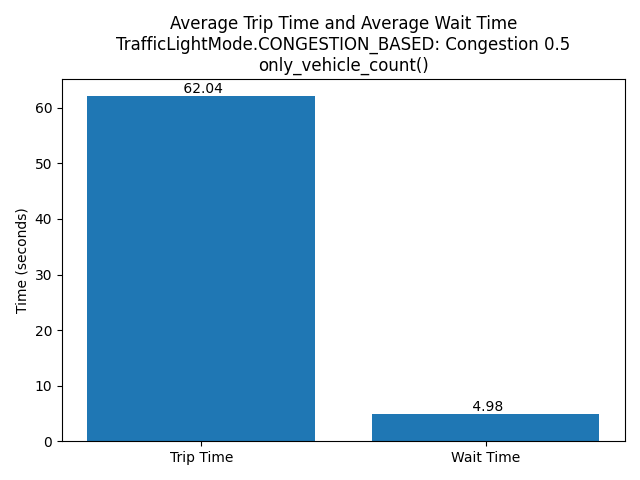 Average Trip Time and Average Wait Time
TrafficLightMode.CONGESTION_BASED: Congestion 0.5
only_vehicle_count()
62.04
60
50
40
30
20
10
0
Time (seconds)
4.98
Trip Time
Wait Time